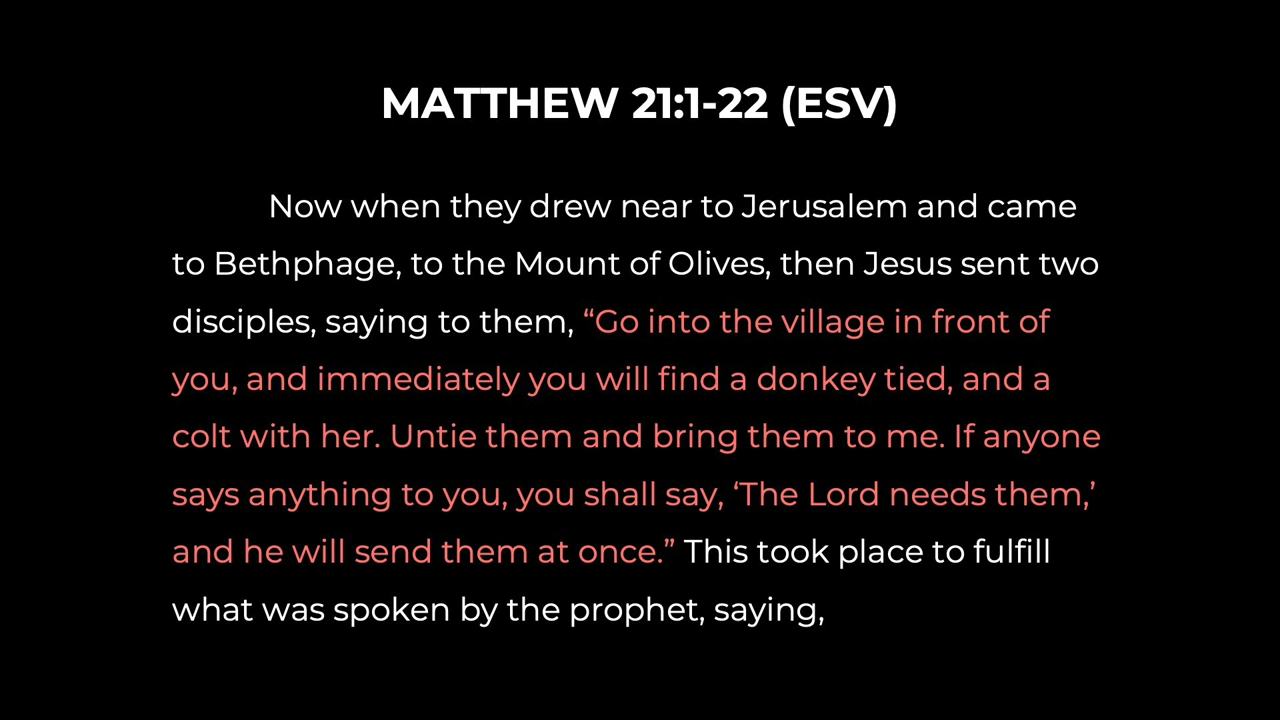 MATTHEW 21:1-22 (ESV)
Now when they drew near to Jerusalem and came
to Bethphage, to the Mount of Olives, then Jesus sent two
disciples, saying to them, “Go into the village in front of
you, and immediately you will find a donkey tied, and a
colt with her. Untie them and bring them to me. If anyone
says anything to you, you shall say, ‘The Lord needs them,’
and he will send them at once.” This took place to fulfill
what was spoken by the prophet, saying,